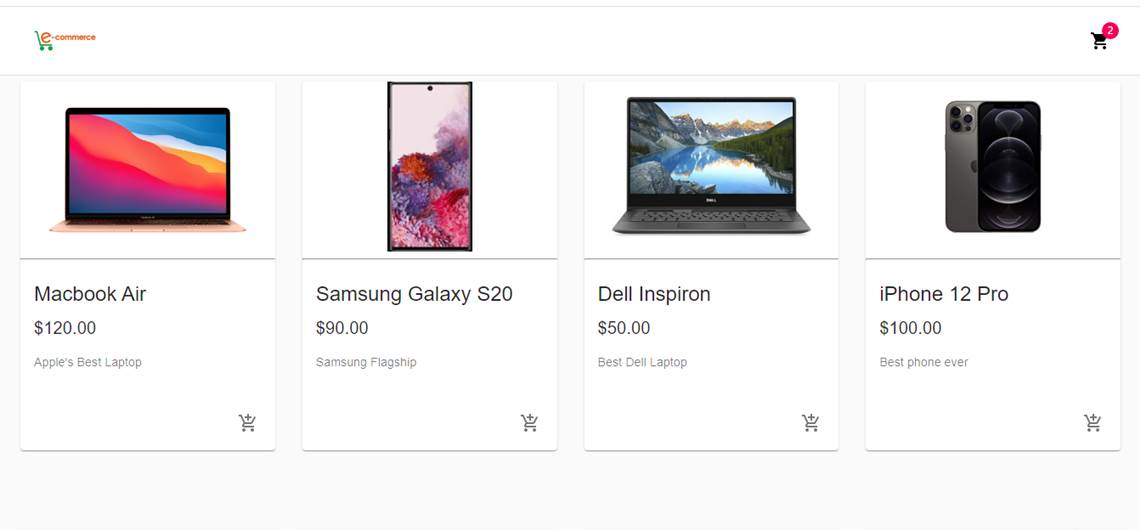 e-commerce
2
Macbook Air
$120.00
Apple's Best Laptop
Samsung Galaxy S20
$90.00
Samsung Flagship
DELL
Dell Inspiron
$50.00
Best Dell Laptop
iPhone 12 Pro
$100.00
Best phone ever